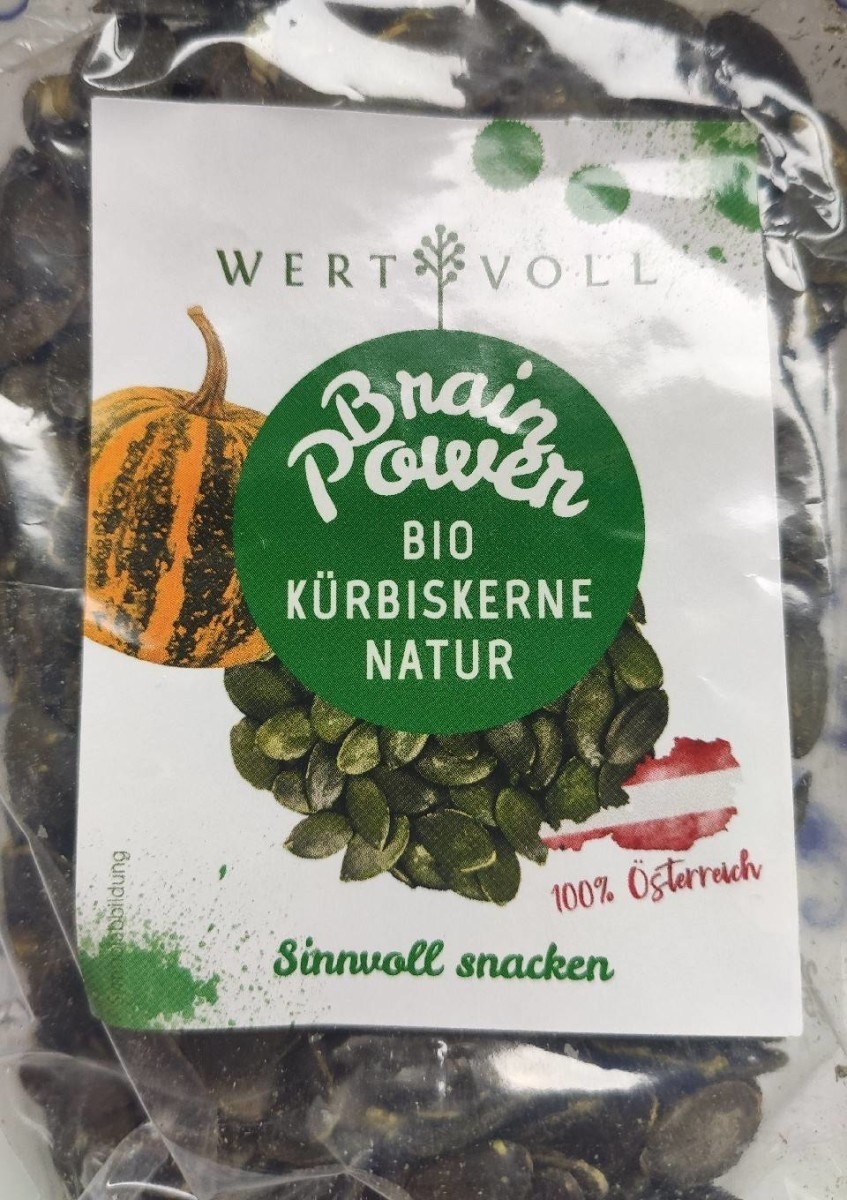 WERT VOLL
Brain
Power
BIO
KÜRBISKERNE
NATUR
100% Österreich
Sinnvoll snacken